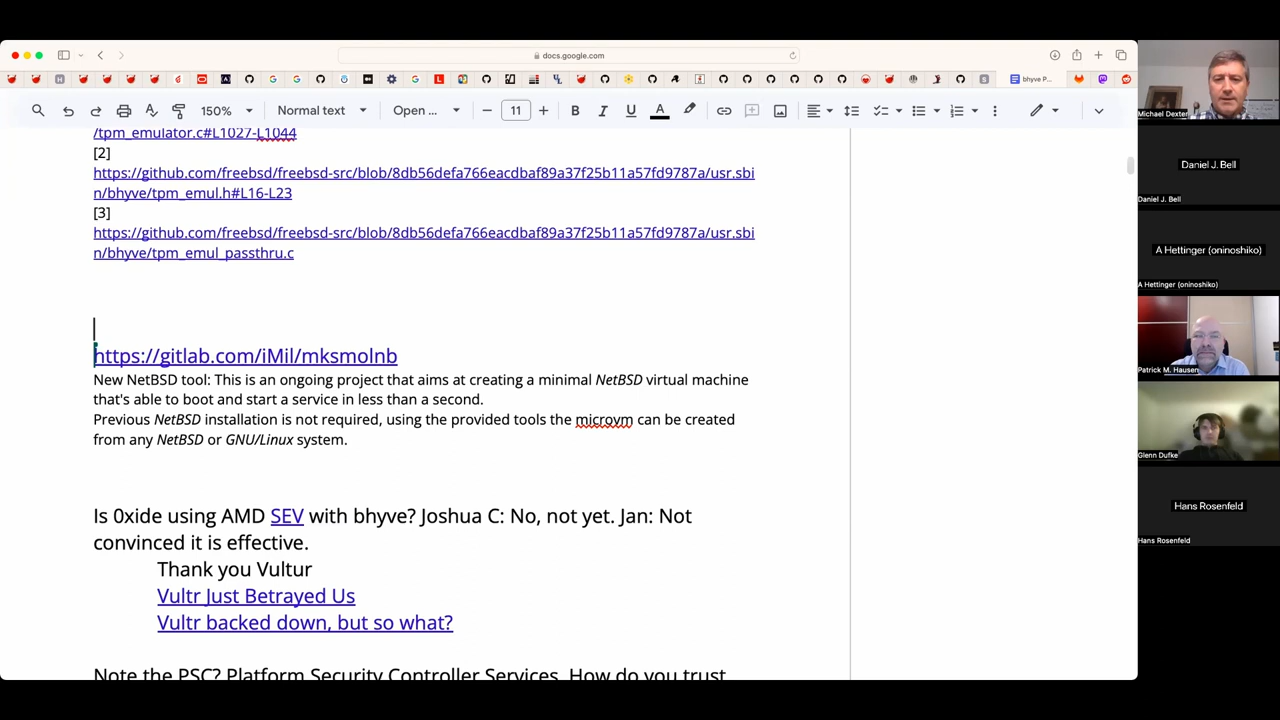 docs.google.com
bhyve P...
150%
Normal text
Open ...
11
/tpm_emulator.c#L1027-L1044
[2]
https://github.com/freebsd/freebsd-src/blob/8db56defa766eacdbaf89a37f25b11a57fd9787a/usr.sbi
n/bhyve/tpm_emul.h#L16-L23
[3]
https://github.com/freebsd/freebsd-src/blob/8db56defa766eacdbaf89a37f25b11a57fd9787a/usr.sbi
n/bhyve/tpm_emul_passthru.c
https://gitlab.com/iMil/mksmolnb
New NetBSD tool: This is an ongoing project that aims at creating a minimal NetBSD virtual machine
that's able to boot and start a service in less than a second.
Previous NetBSD installation is not required, using the provided tools the microvm can be created
from any NetBSD or GNU/Linux system.
Is 0xide using AMD SEV with bhyve? Joshua C: No, not yet. Jan: Not
convinced it is effective.
Thank you Vultur
Vultr Just Betrayed Us
Vultr backed down, but so what?
Note the PSC? Platform Security Controller Services. How do you trust
Michael Dexter
Daniel J. Bell
Daniel J. Bell
A Hettinger (oninoshiko)
A Hettinger (oninoshiko)
Patrick M. Hausen
Glenn Dufke
Hans Rosenfeld
Hans Rosenfeld